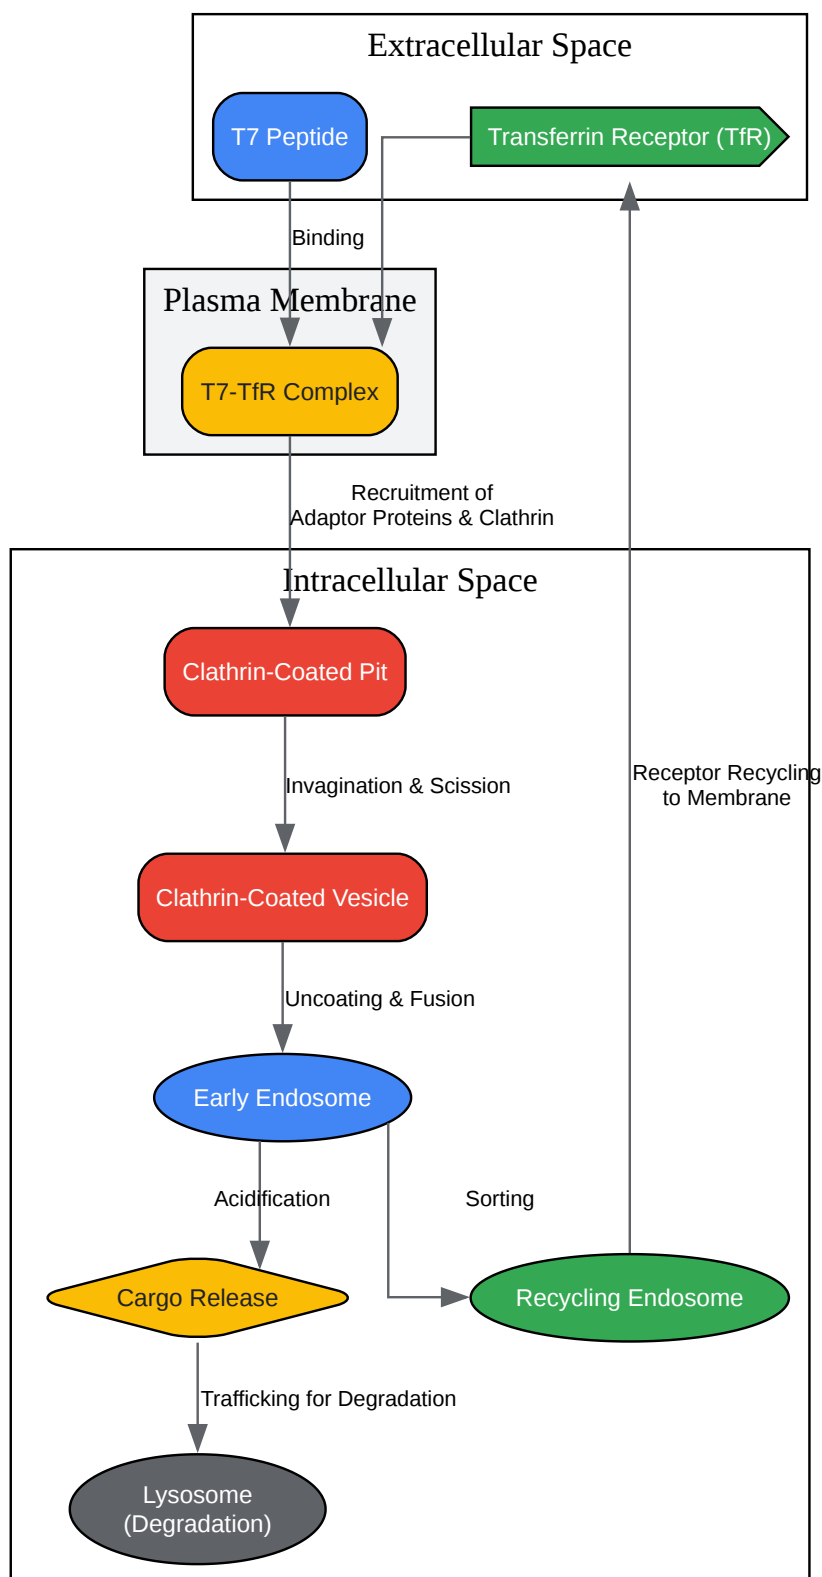 Extracellular Space
T7 Peptide
Transferrin Receptor (TfR)
Binding
Plasma Membrane
T7-TfR Complex
Recruitment of
Adaptor Proteins & Clathrin
Intracellular Space
Clathrin-Coated Pit
Receptor Recycling
to Membrane
Invagination & Scission
Clathrin-Coated Vesicle
Uncoating & Fusion
Early Endosome
Acidification
Sorting
Cargo Release
Recycling Endosome
Trafficking for Degradation
Lysosome
(Degradation)